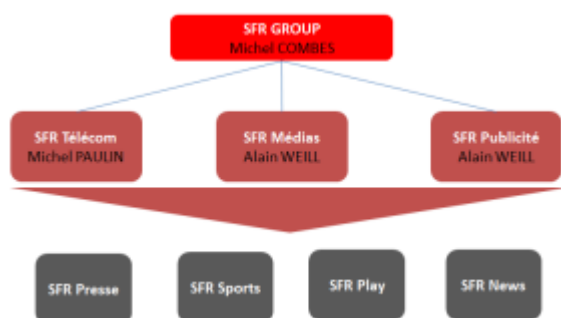 SFR GROUP
Michel COMBES
SFR Télécom
Michel PAULIN
SFR Médias
Alain WEILL
SFR Publicité
Alain WEILL
SFR Presse
SFR Sports
SFR Play
SFR News